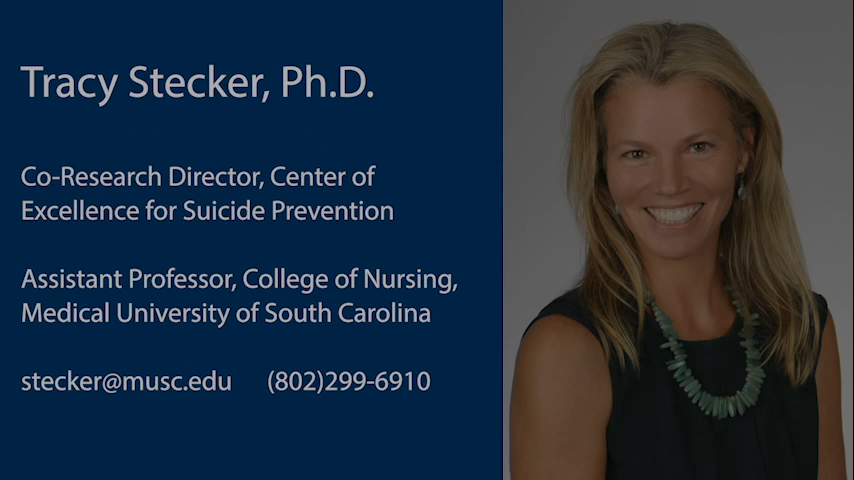 Tracy Stecker, Ph.D.
Co-Research Director, Center of
Excellence for Suicide Prevention
Assistant Professor, College of Nursing,
Medical University of South Carolina
stecker@musc.edu (802)299-6910